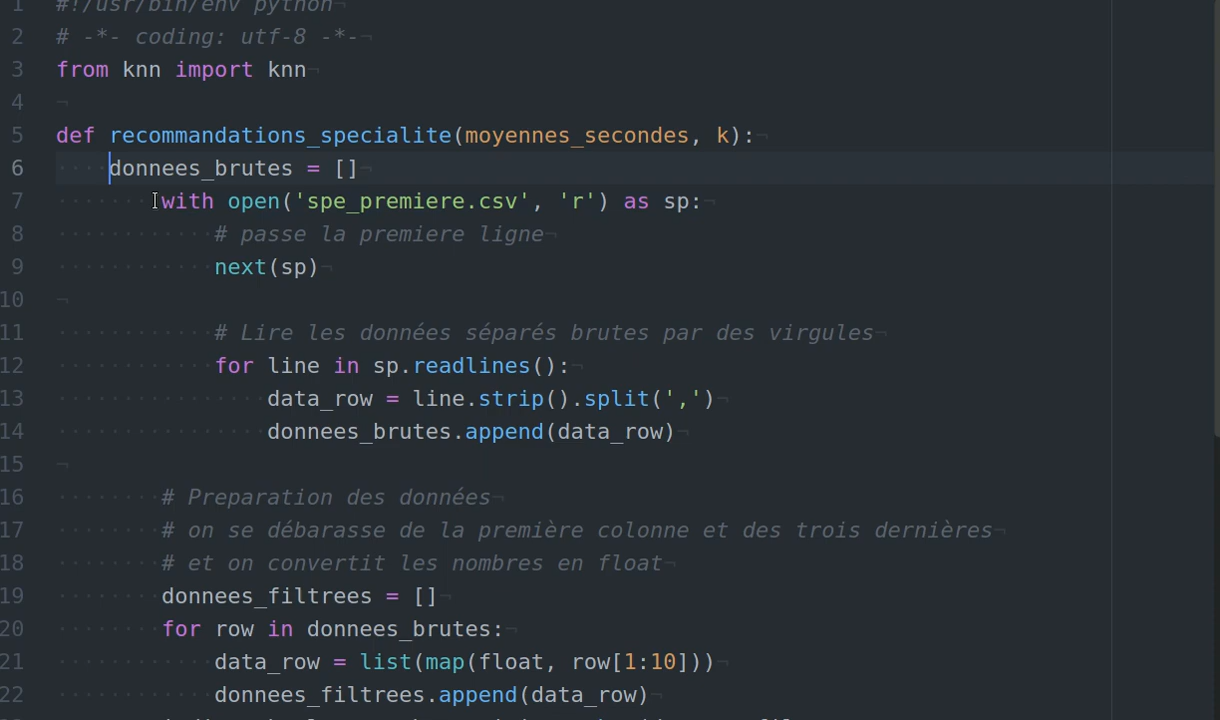 1 #!/usr/bin/env python
2 # -*- coding: utf-8 -*-
3 from knn import knn
4
5 def recommandations_specialite(moyennes_secondes, k):
6     donnees_brutes = []
7         with open('spe_premiere.csv', 'r') as sp:
8             # passe la premiere ligne
9             next(sp)
10
11             # Lire les données séparés brutes par des virgules
12             for line in sp.readlines():
13                 data_row = line.strip().split(',')
14                 donnees_brutes.append(data_row)
15
16         # Preparation des données
17         # on se débarasse de la première colonne et des trois dernières
18         # et on convertit les nombres en float
19         donnees_filtrees = []
20         for row in donnees_brutes:
21             data_row = list(map(float, row[1:10]))
22             donnees_filtrees.append(data_row)